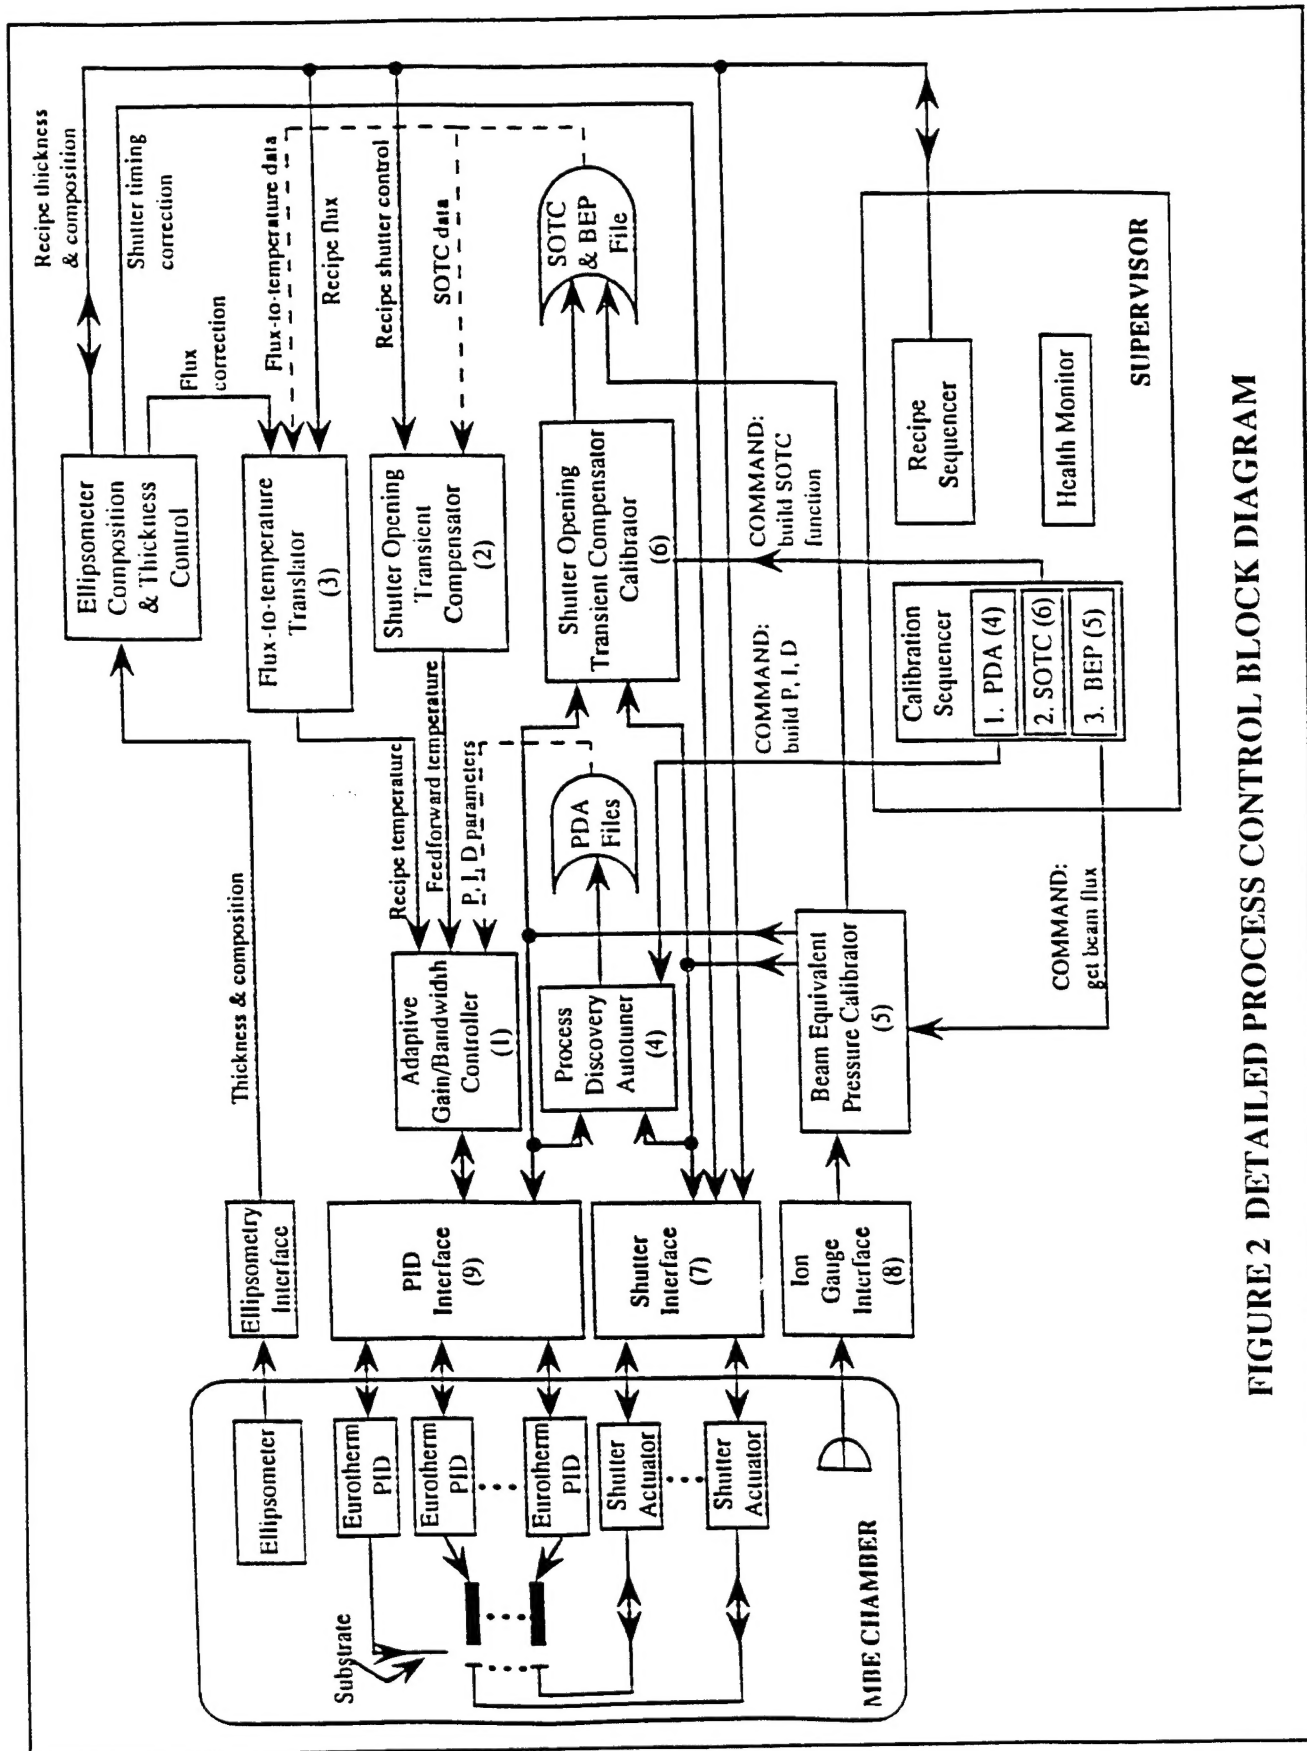 Recipe thickness
& composition
Shutter timing
correction
Flux
correction
Flux-to-temperature data
Recipe flux
Recipe shutter control
SOTC data
Ellipsometer
Composition
& Thickness
Control
Flux-to-temperature
Translator
(3)
Shutter Opening
Transient
Compensator
(2)
Shutter Opening
Transient Compensator
Calibrator
(6)
SOTC
& BEP
File
Thickness & composition
Recipe temperature
Feedforward temperature
P, I, D parameters
Adaptive
Gain/Bandwidth
Controller
(1)
Process
Discovery
Autotuner
(4)
PDA
Files
Beam Equivalent
Pressure Calibrator
(5)
COMMAND:
build SOTC
function
COMMAND:
build P, I, D
COMMAND:
get beam flux
Recipe
Sequencer
Health Monitor
Calibration
Sequencer
1. PDA (4)
2. SOTC (6)
3. BEP (5)
SUPERVISOR
Ellipsometry
Interface
PID
Interface
(9)
Shutter
Interface
(7)
Ion
Gauge
Interface
(8)
Ellipsometer
Eurotherm
PID
Eurotherm
PID
Eurotherm
PID
Shutter
Actuator
Shutter
Actuator
Substrate
MBE CHAMBER
FIGURE 2 DETAILED PROCESS CONTROL BLOCK DIAGRAM